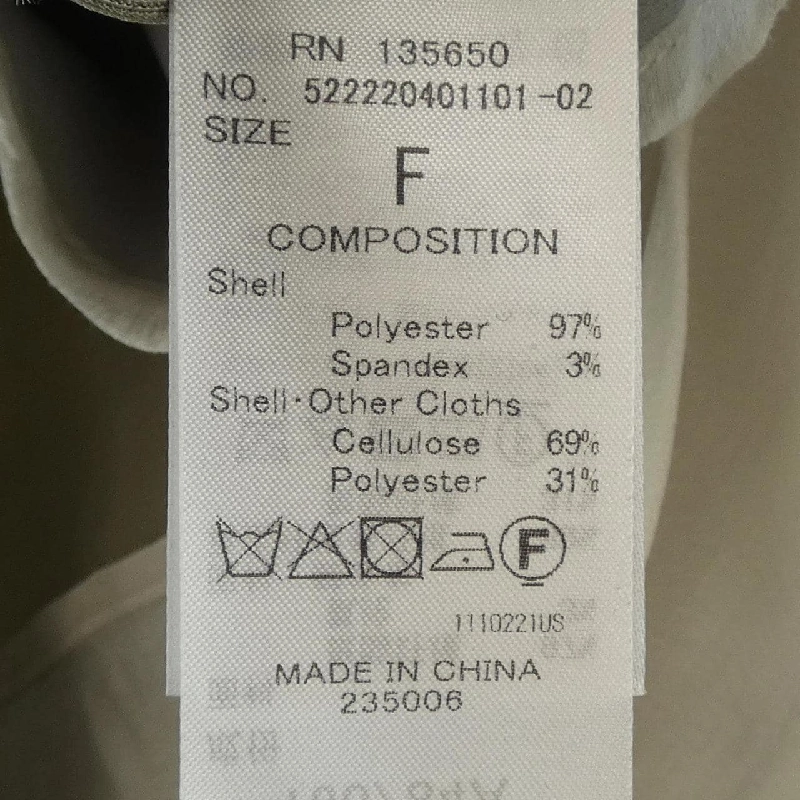 RN 135650
NO. 522220401101-02
SIZE
F
COMPOSITION
Shell
Polyester 97%
Spandex 3%
Shell·Other Cloths
Cellulose 69%
Polyester 31%
F
1110221US
MADE IN CHINA
235006